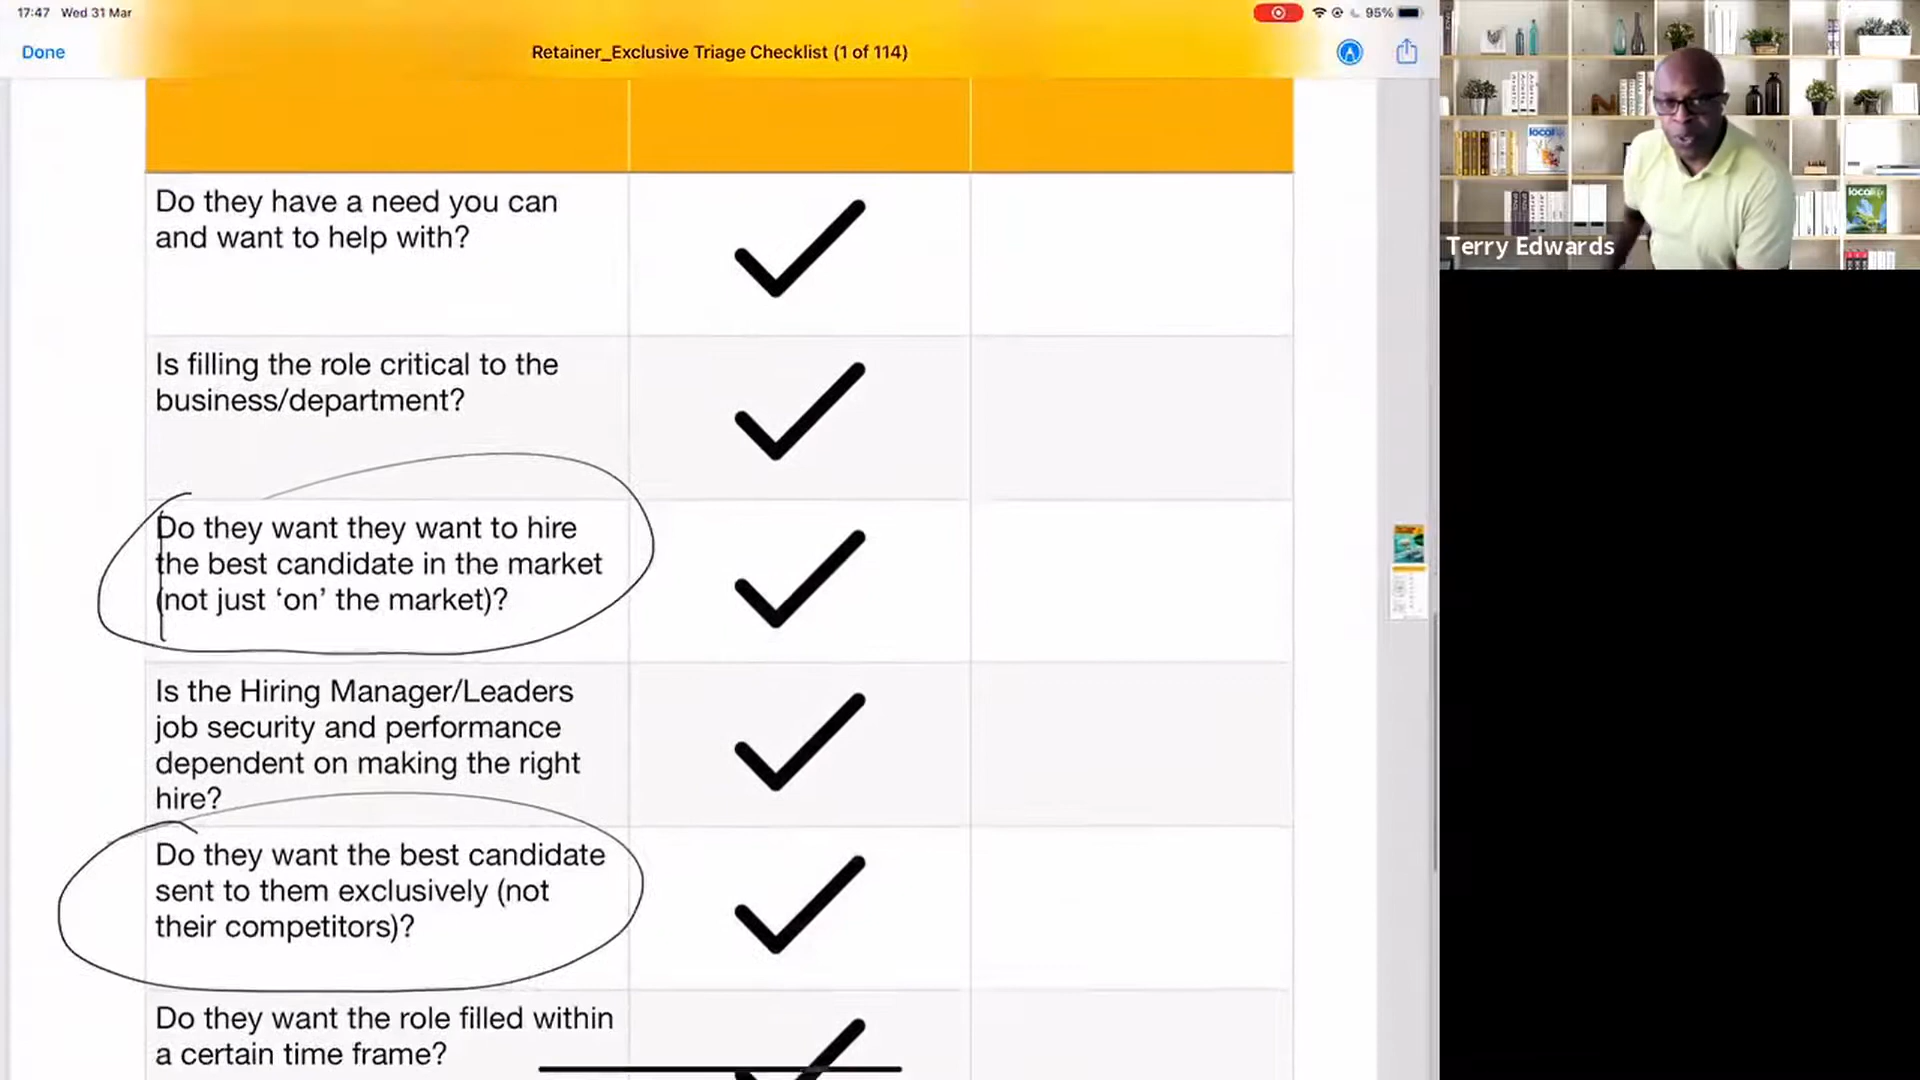 17:47 Wed 31 Mar
95%
Done
Retainer_Exclusive Triage Checklist (1 of 114)
Do they have a need you can
and want to help with?
Is filling the role critical to the
business/department?
Do they want they want to hire
the best candidate in the market
(not just ‘on’ the market)?
Is the Hiring Manager/Leaders
job security and performance
dependent on making the right
hire?
Do they want the best candidate
sent to them exclusively (not
their competitors)?
Do they want the role filled within
a certain time frame?
Terry Edwards
local
local